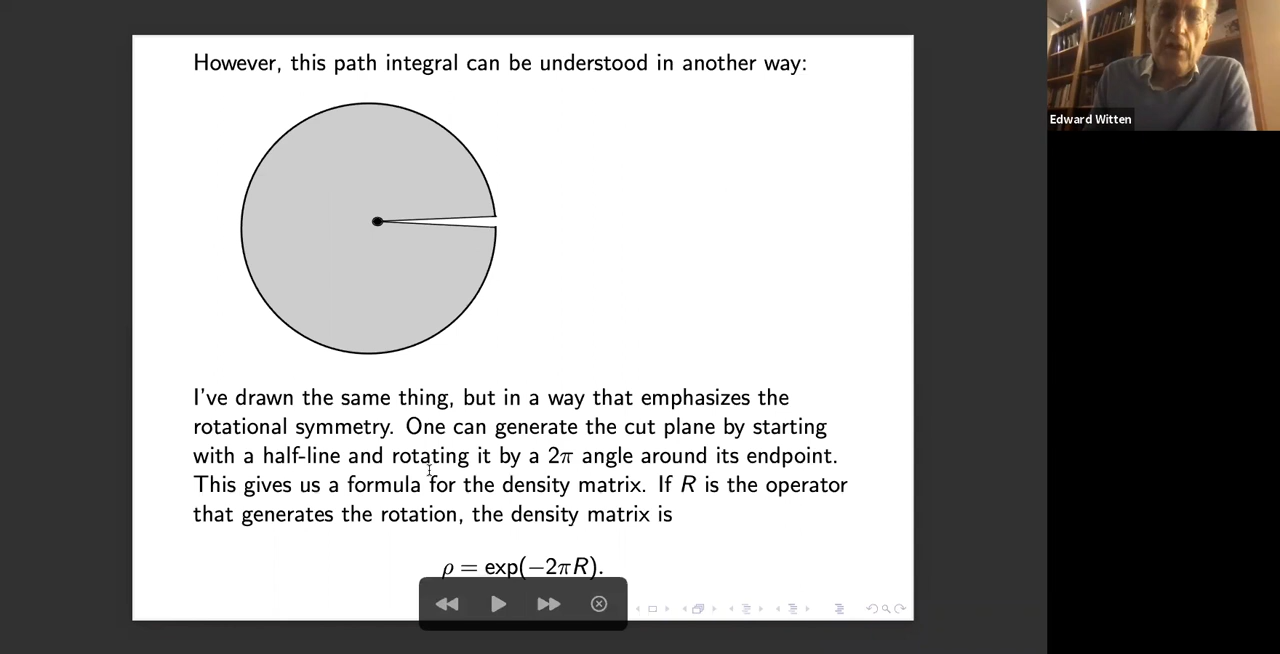 However, this path integral can be understood in another way:
Edward Witten
I've drawn the same thing, but in a way that emphasizes the
rotational symmetry. One can generate the cut plane by starting
with a half-line and rotating it by a 2π angle around its endpoint.
This gives us a formula for the density matrix. If R is the operator
that generates the rotation, the density matrix is
ρ = exp(−2πR).